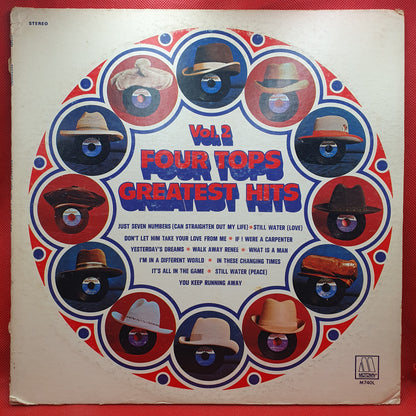 STEREO
Vol. 2
FOUR TOPS
GREATEST HITS
JUST SEVEN NUMBERS (CAN STRAIGHTEN OUT MY LIFE) • STILL WATER (LOVE)
DON'T LET HIM TAKE YOUR LOVE FROM ME • IF I WERE A CARPENTER
YESTERDAY'S DREAMS • WALK AWAY RENEE • WHAT IS A MAN
I'M IN A DIFFERENT WORLD • IN THESE CHANGING TIMES
IT'S ALL IN THE GAME • STILL WATER (PEACE)
YOU KEEP RUNNING AWAY
M
MOTOWN
M740L